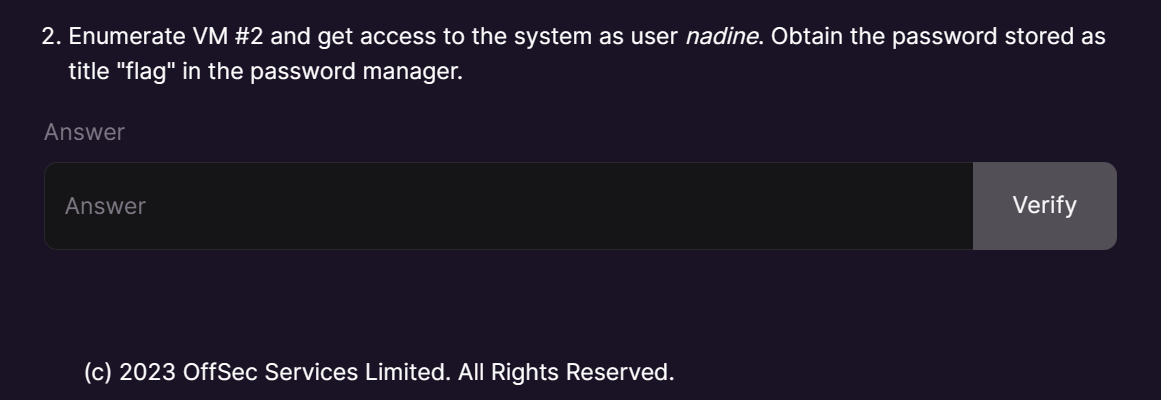 2. Enumerate VM #2 and get access to the system as user nadine. Obtain the password stored as
title "flag" in the password manager.
Answer
Answer
Verify
(c) 2023 OffSec Services Limited. All Rights Reserved.